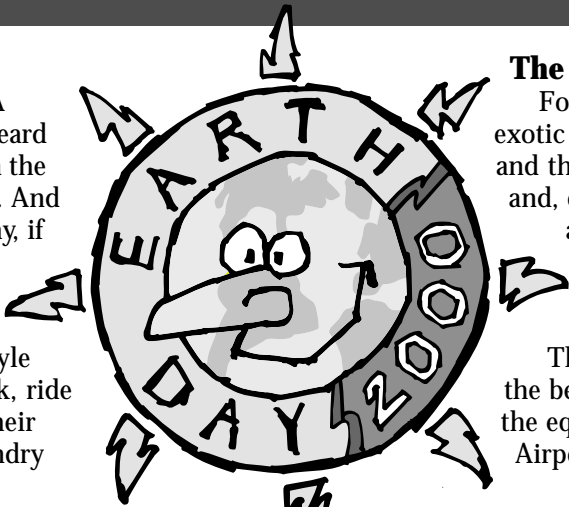 eard
the
. And
y, if
yle
k, ride
heir
ndry
EARTH
DAY 2000
The
Fo
exotic
and th
and,
a
Th
the be
the eq
Airpo